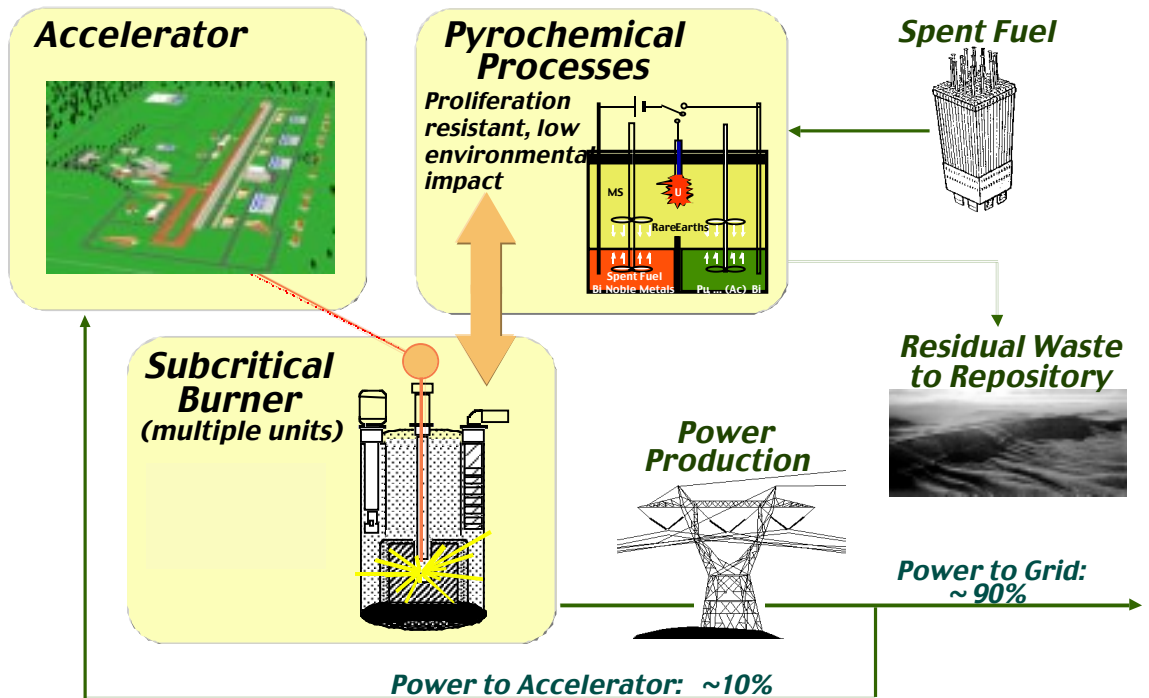 Accelerator
Pyrochemical
Processes
Proliferation
resistant, low
environmental
impact
MS
U
RareEarths
Spent Fuel
Bi Noble Metals
Pu, ... (Ac) Bi
Spent Fuel
Residual Waste
to Repository
Subcritical
Burner
(multiple units)
Power
Production
Power to Grid:
~ 90%
Power to Accelerator: ~10%